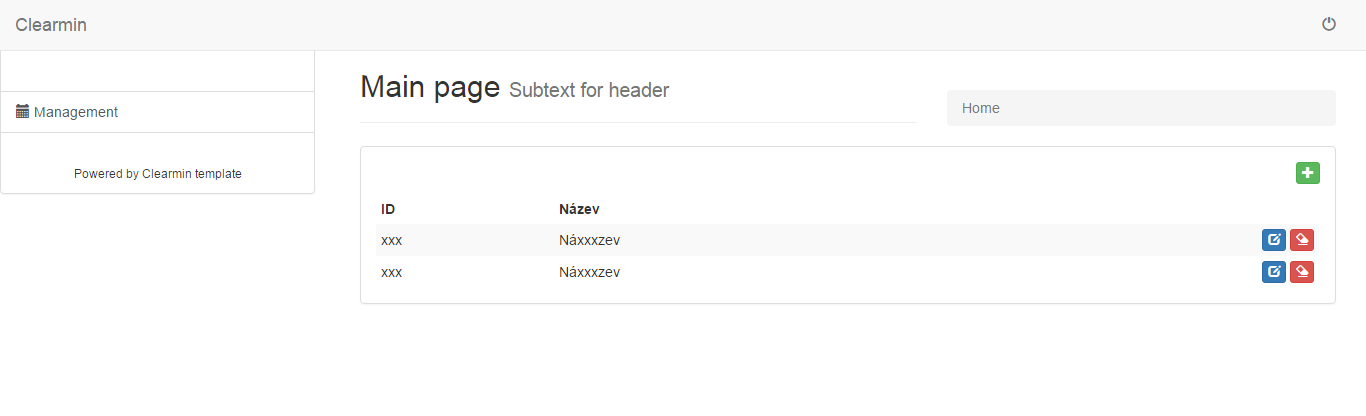 Clearmin
Management
Powered by Clearmin template
Main page Subtext for header
Home
ID Název
xxx Náxxxzev
xxx Náxxxzev